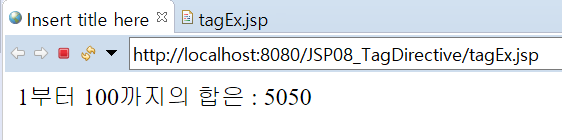 Insert title here tagEx.jsp
http://localhost:8080/JSP08_TagDirective/tagEx.jsp
1부터 100까지의 합은 : 5050